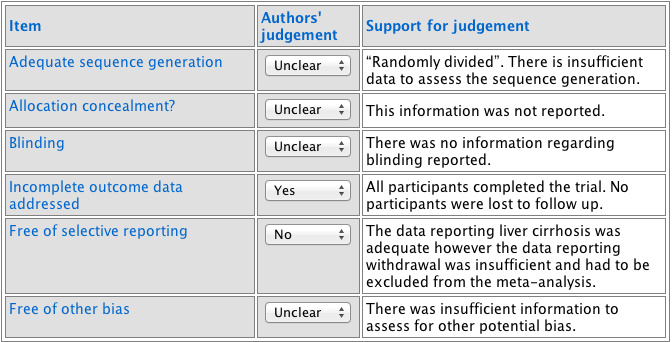 Item
Authors'
judgement
Support for judgement
Adequate sequence generation
Unclear
“Randomly divided”. There is insufficient
data to assess the sequence generation.
Allocation concealment?
Unclear
This information was not reported.
Blinding
Unclear
There was no information regarding
blinding reported.
Incomplete outcome data
addressed
Yes
All participants completed the trial. No
participants were lost to follow up.
Free of selective reporting
No
The data reporting liver cirrhosis was
adequate however the data reporting
withdrawal was insufficient and had to be
excluded from the meta-analysis.
Free of other bias
Unclear
There was insufficient information to
assess for other potential bias.